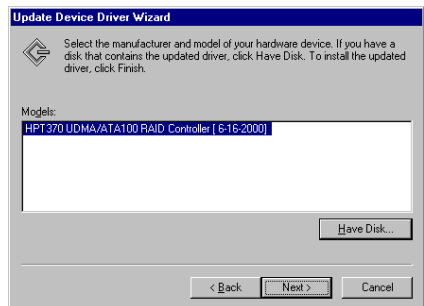 Update Device Driver Wizard
Select the manufacturer and model of your hardware device. If you have a
disk that contains the updated driver, click Have Disk. To install the updated
driver, click Finish.
Models:
HPT370 UDMA/ATA100 RAID Controller [ 6-16-2000]
Have Disk...
< Back
Next >
Cancel